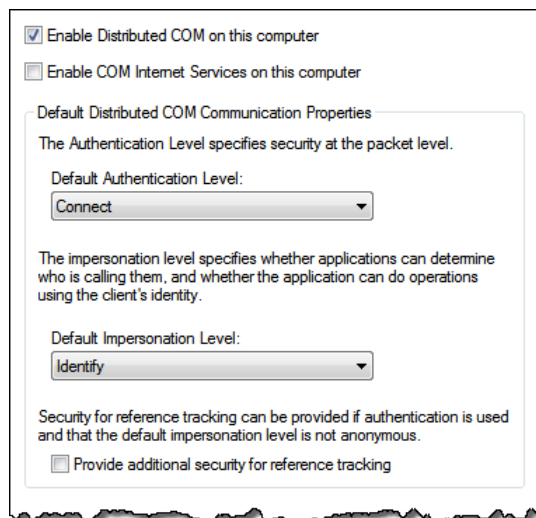 Enable Distributed COM on this computer
Enable COM Internet Services on this computer
Default Distributed COM Communication Properties
The Authentication Level specifies security at the packet level.
Default Authentication Level:
Connect
The impersonation level specifies whether applications can determine
who is calling them, and whether the application can do operations
using the client's identity.
Default Impersonation Level:
Identify
Security for reference tracking can be provided if authentication is used
and that the default impersonation level is not anonymous.
Provide additional security for reference tracking